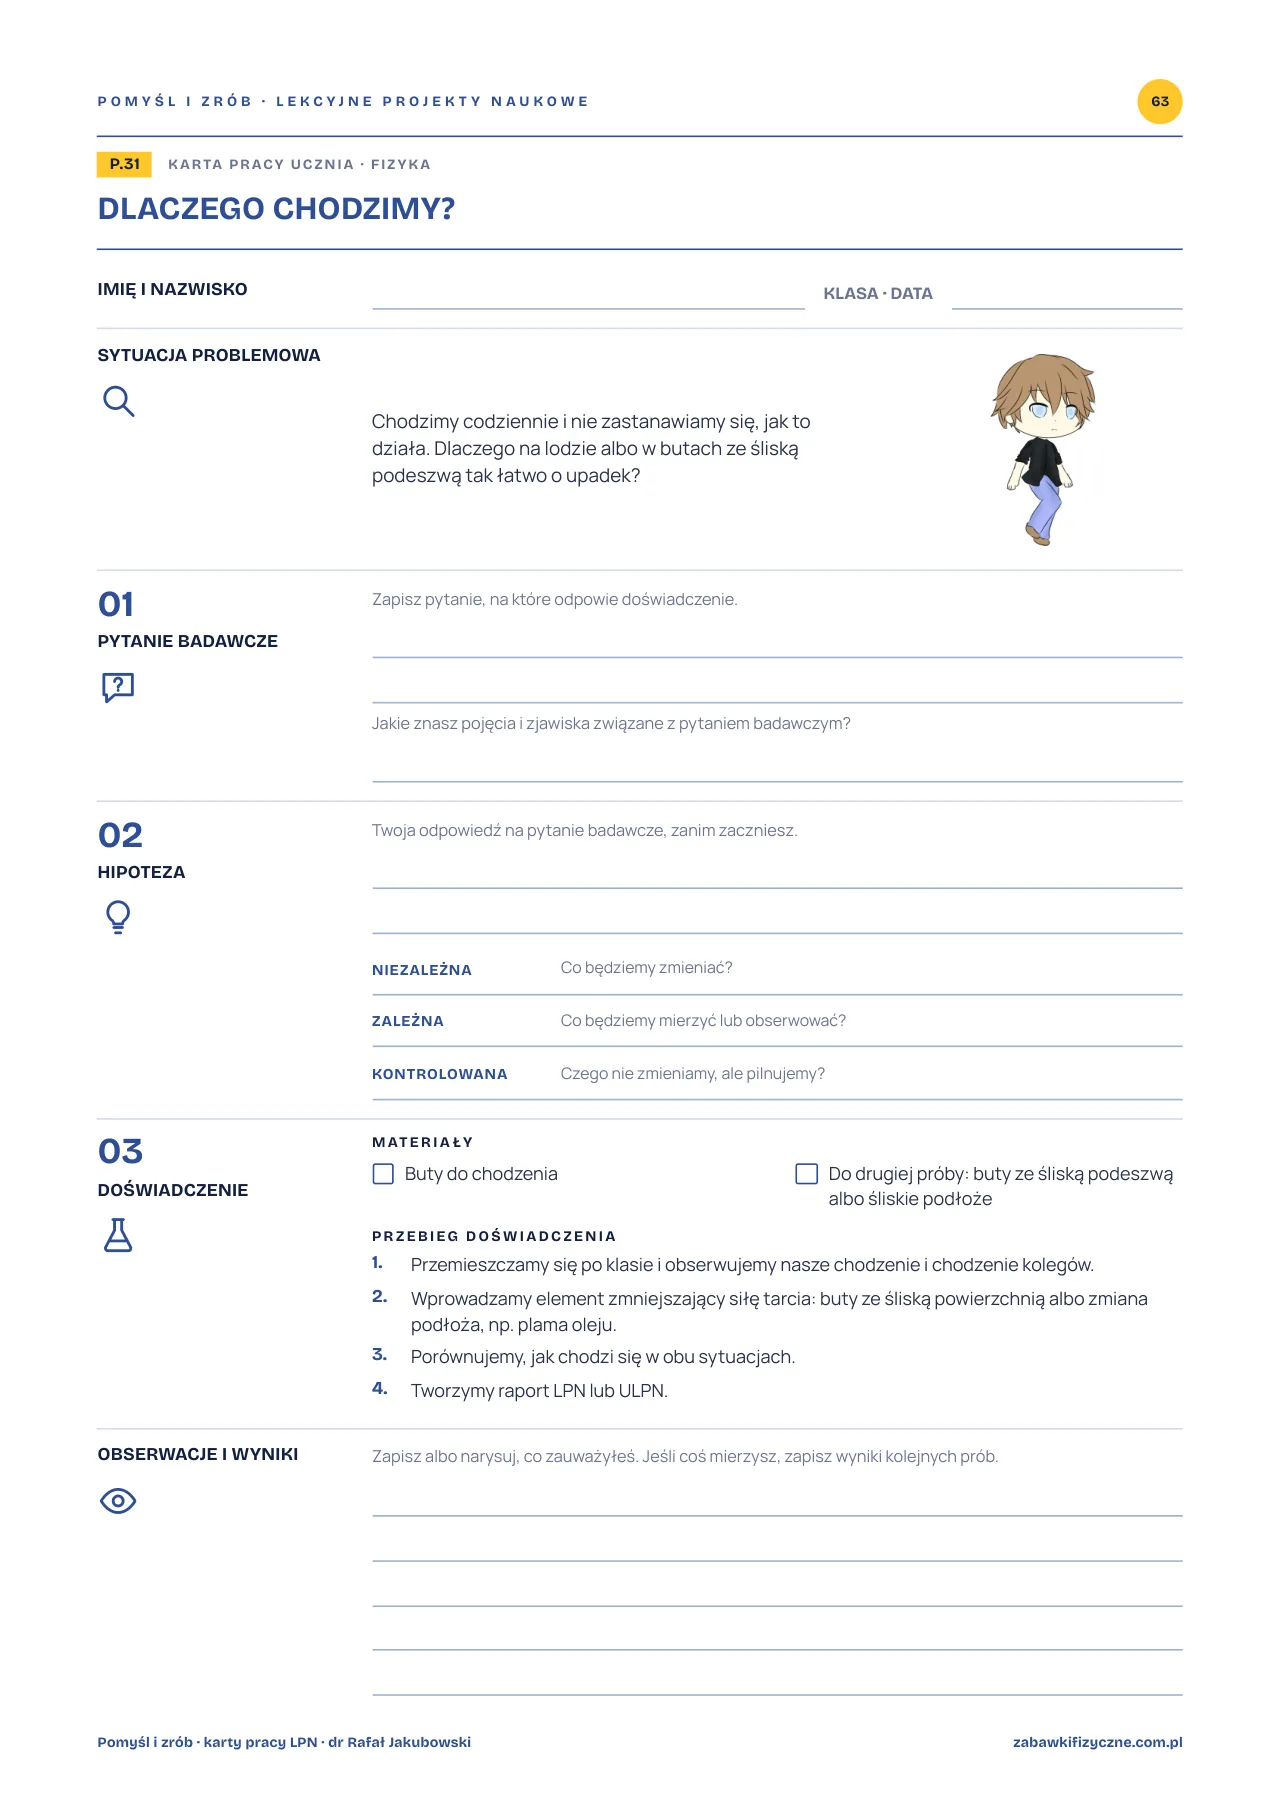 POMYŚL I ZRÓB · LEKCYJNE PROJEKTY NAUKOWE
63
P.31 KARTA PRACY UCZNIA · FIZYKA
DLACZEGO CHODZIMY?
IMIĘ I NAZWISKO
KLASA · DATA
SYTUACJA PROBLEMOWA
Chodzimy codziennie i nie zastanawiamy się, jak to
działa. Dlaczego na lodzie albo w butach ze śliską
podeszwą tak łatwo o upadek?
01
PYTANIE BADAWCZE
Zapisz pytanie, na które odpowie doświadczenie.
?
Jakie znasz pojęcia i zjawiska związane z pytaniem badawczym?
02
HIPOTEZA
Twoja odpowiedź na pytanie badawcze, zanim zaczniesz.
NIEZALEŻNA Co będziemy zmieniać?
ZALEŻNA Co będziemy mierzyć lub obserwować?
KONTROLOWANA Czego nie zmieniamy, ale pilnujemy?
03
DOŚWIADCZENIE
MATERIAŁY
Buty do chodzenia
Do drugiej próby: buty ze śliską podeszwą
albo śliskie podłoże
PRZEBIEG DOŚWIADCZENIA
1. Przemieszczamy się po klasie i obserwujemy nasze chodzenie i chodzenie kolegów.
2. Wprowadzamy element zmniejszający siłę tarcia: buty ze śliską powierzchnią albo zmiana
podłoża, np. plama oleju.
3. Porównujemy, jak chodzi się w obu sytuacjach.
4. Tworzymy raport LPN lub ULPN.
OBSERWACJE I WYNIKI
Zapisz albo narysuj, co zauważyłeś. Jeśli coś mierzysz, zapisz wyniki kolejnych prób.
Pomyśl i zrób · karty pracy LPN · dr Rafał Jakubowski
zabawkifizyczne.com.pl